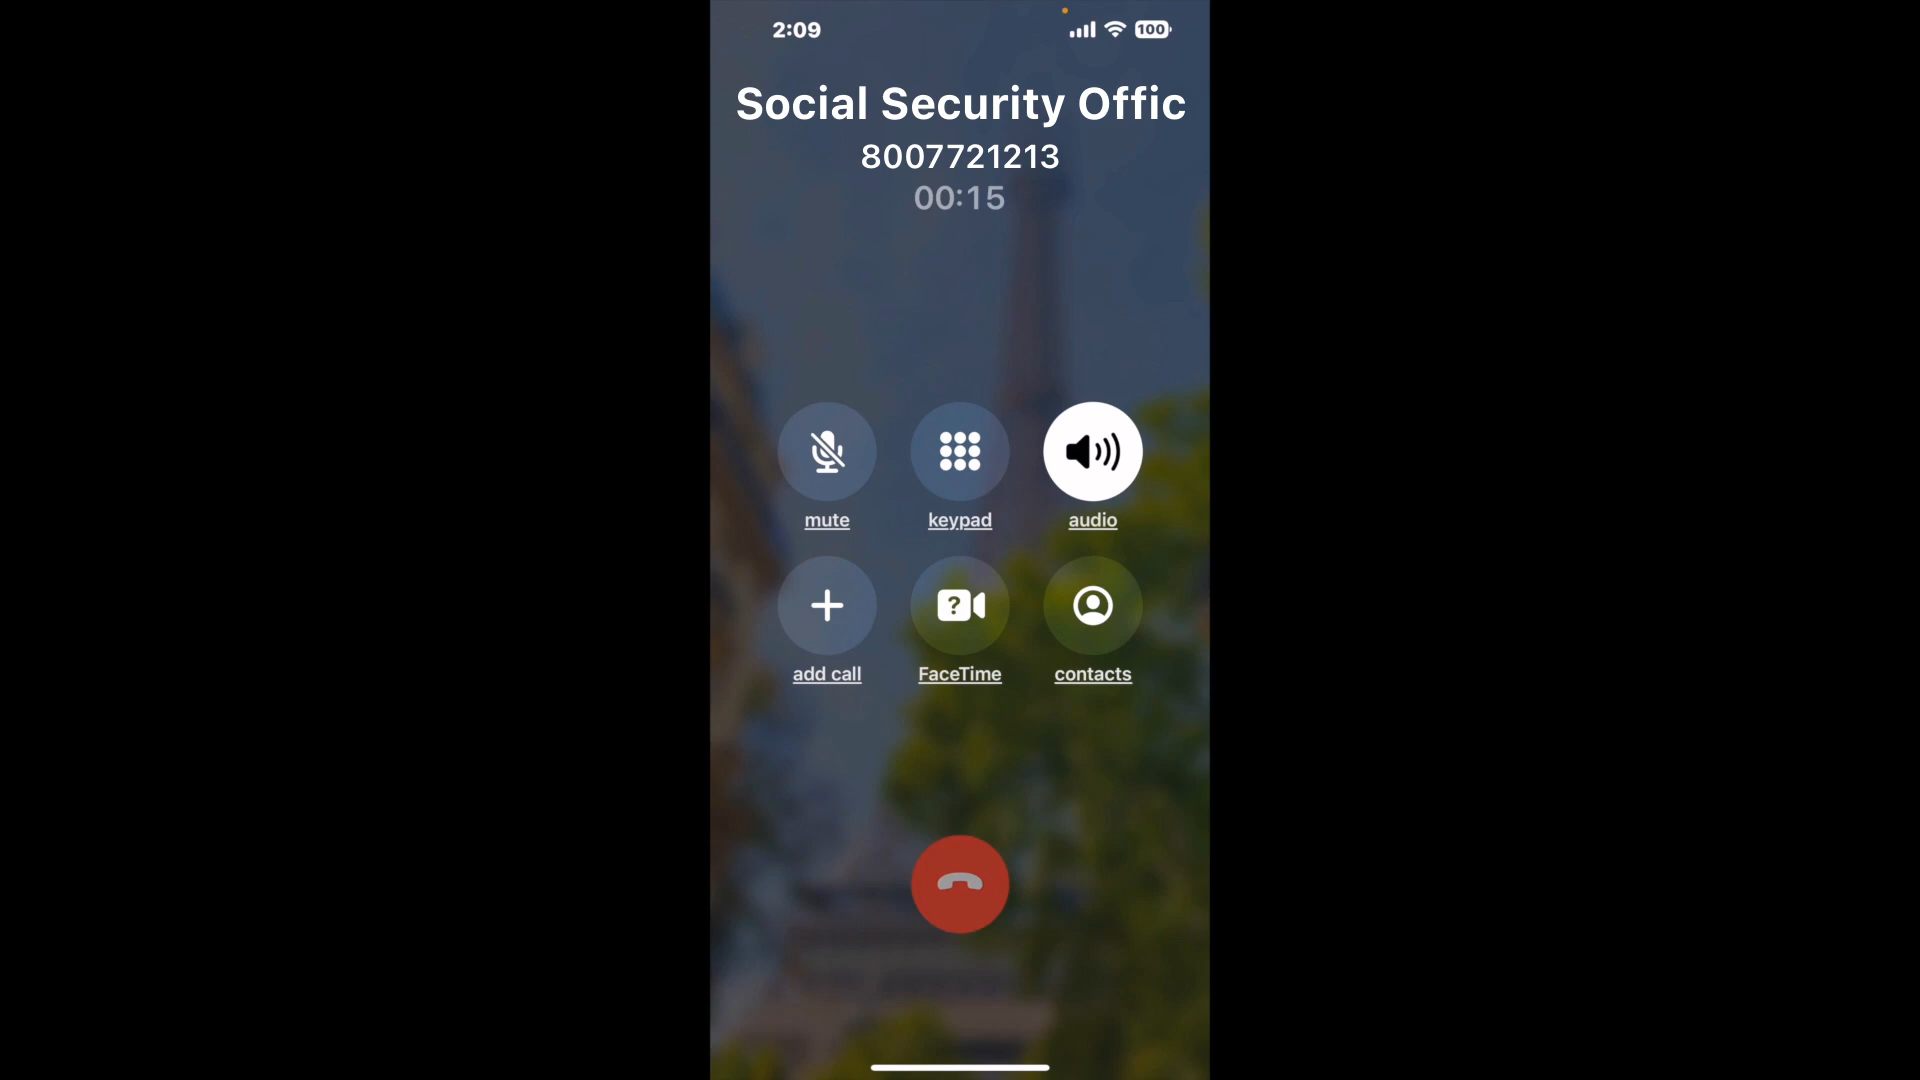 2:09
100
Social Security Offic
8007721213
00:15
mute
keypad
audio
?
add call
FaceTime
contacts